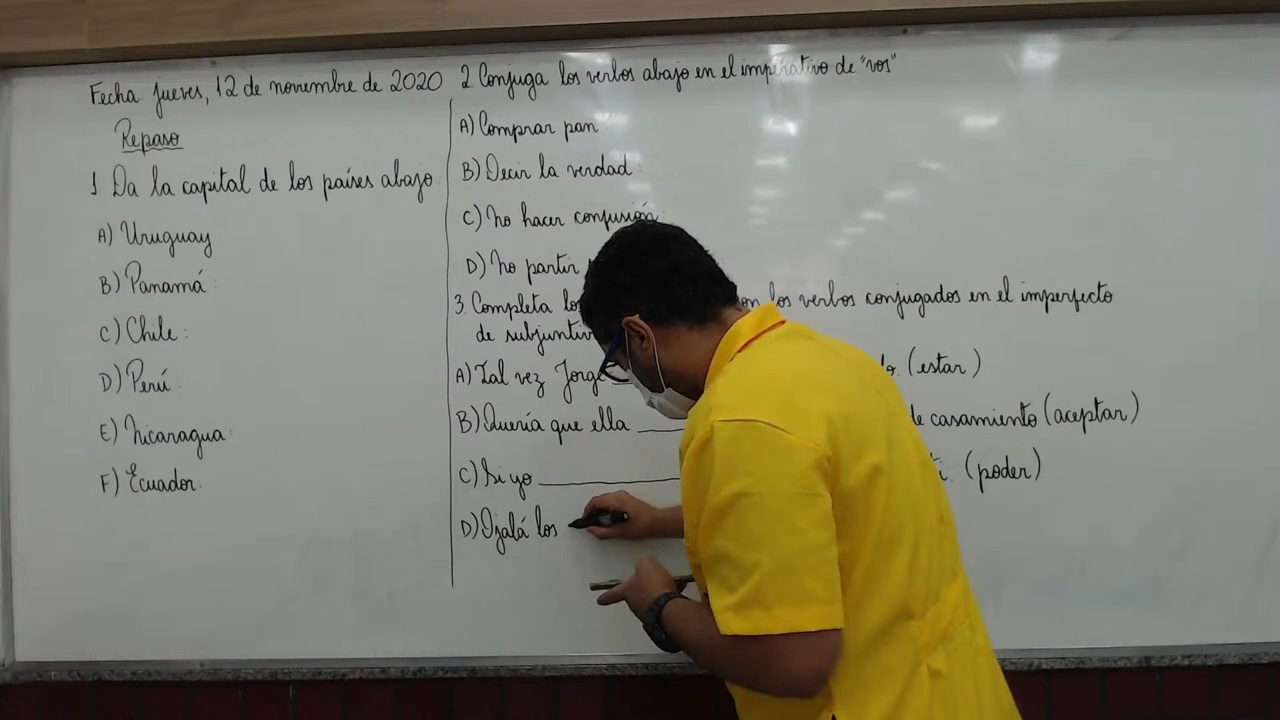 Fecha: jueves, 12 de noviembre de 2020
Repaso
1 Da la capital de los países abajo:
A) Uruguay
B) Panamá:
C) Chile:
D) Perú:
E) Nicaragua:
F) Ecuador:
2 Conjuga los verbos abajo en el imperativo de "vos"
A) Comprar pan:
B) Decir la verdad:
C) No hacer confusión:
D) No partir
3. Completa los verbos conjugados en el imperfecto
de
A) Tal vez Jorge (estar)
B) Quería que ella ____ casamiento (aceptar)
C) Si yo ____ (poder)
D) Ojalá los